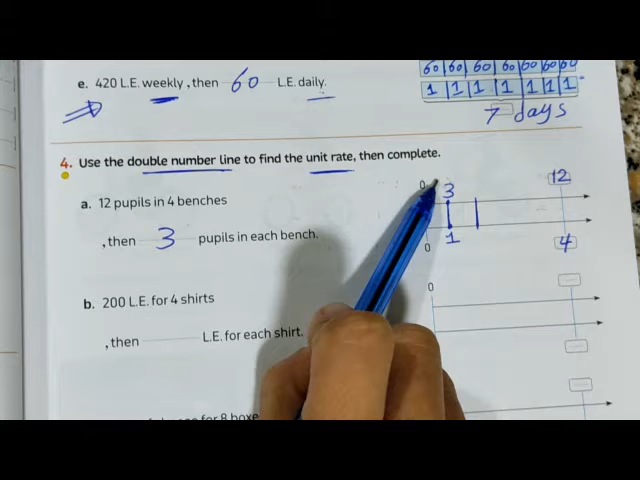 60 60 60 60 60 60 60
e. 420 L.E. weekly, then 60 L.E. daily.
1 1 1 1 1 1 1
7 days
4. Use the double number line to find the unit rate, then complete.
0 3 12
a. 12 pupils in 4 benches
, then 3 pupils in each bench.
0 1 4
b. 200 L.E. for 4 shirts
0
, then L.E. for each shirt.
for 8 boxe